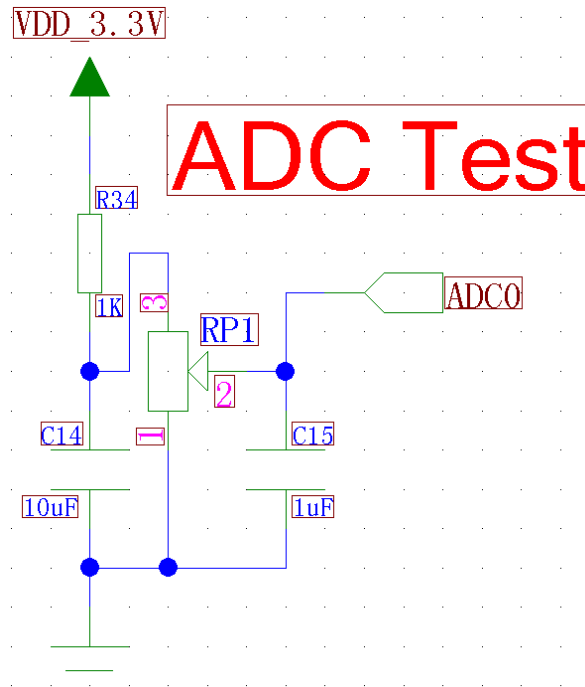 VDD_3.3V
ADC Test
R34
1K
3
RP1
ADC0
2
C14
1
C15
10uF
1uF